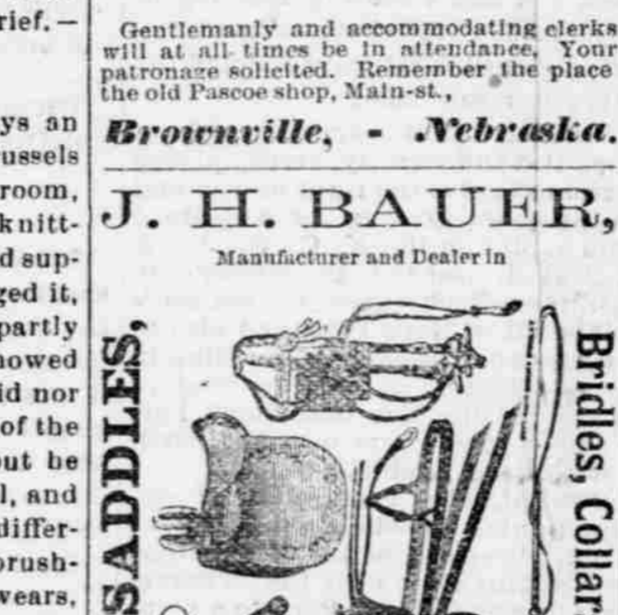 rief. —
ys an
ussels
room,
knitt-
d sup-
ged it,
partly
howed
id nor
of the
but be
l, and
differ-
brush-
wears,
Gentlemanly and accommodating clerks
will at all times be in attendance. Your
patronage solicited. Remember the place
the old Pascoe shop, Main-st.,
Brownville, - Nebraska.
J. H. BAUER,
Manufacturer and Dealer in
SADDLES,
Bridles, Collar